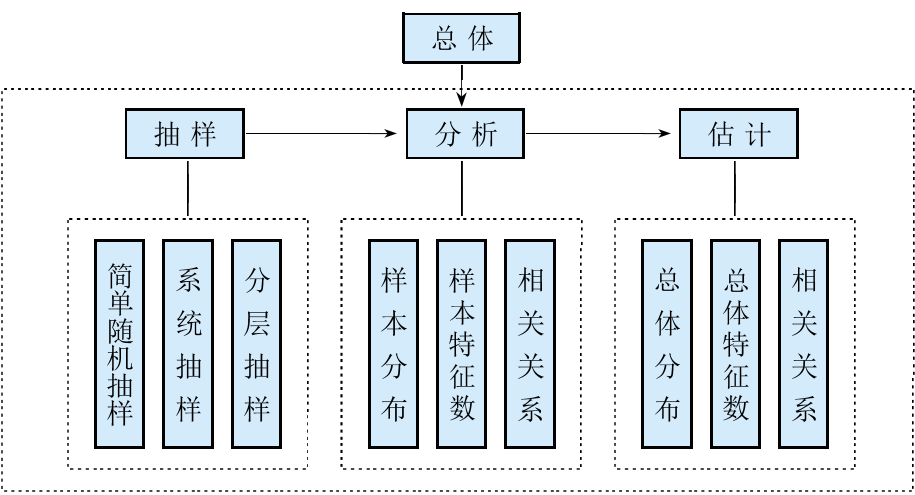 总体
抽样
分析
估计
简单随机抽样
系统抽样
分层抽样
样本分布
样本特征数
相关关系
总体分布
总体特征数
相关关系